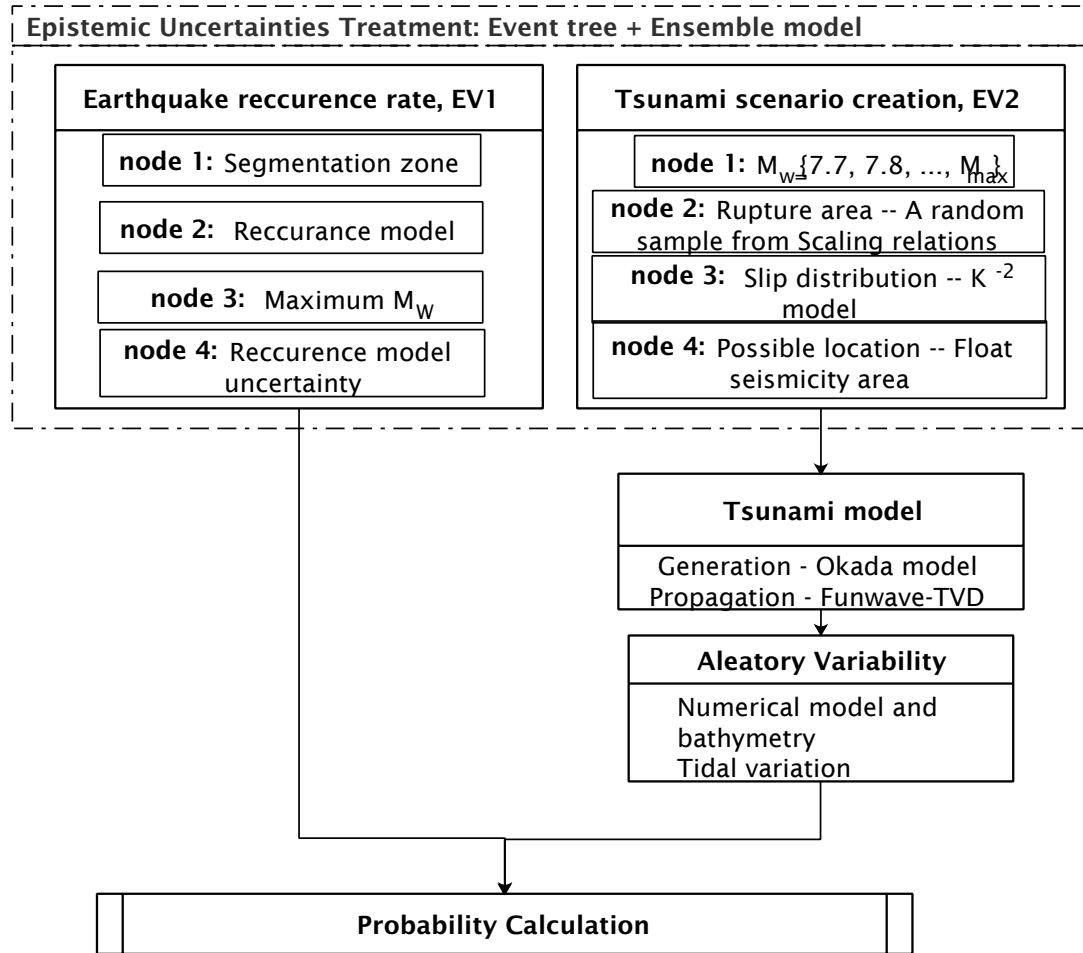 Epistemic Uncertainties Treatment: Event tree + Ensemble model
Earthquake reccurence rate, EV1
node 1: Segmentation zone
node 2: Reccurance model
node 3: Maximum M_W
node 4: Reccurence model
uncertainty
Tsunami scenario creation, EV2
node 1: M_w={7.7, 7.8, ..., M_max}
node 2: Rupture area -- A random
sample from Scaling relations
node 3: Slip distribution -- K ^-2
model
node 4: Possible location -- Float
seismicity area
Tsunami model
Generation - Okada model
Propagation - Funwave-TVD
Aleatory Variability
Numerical model and
bathymetry
Tidal variation
Probability Calculation